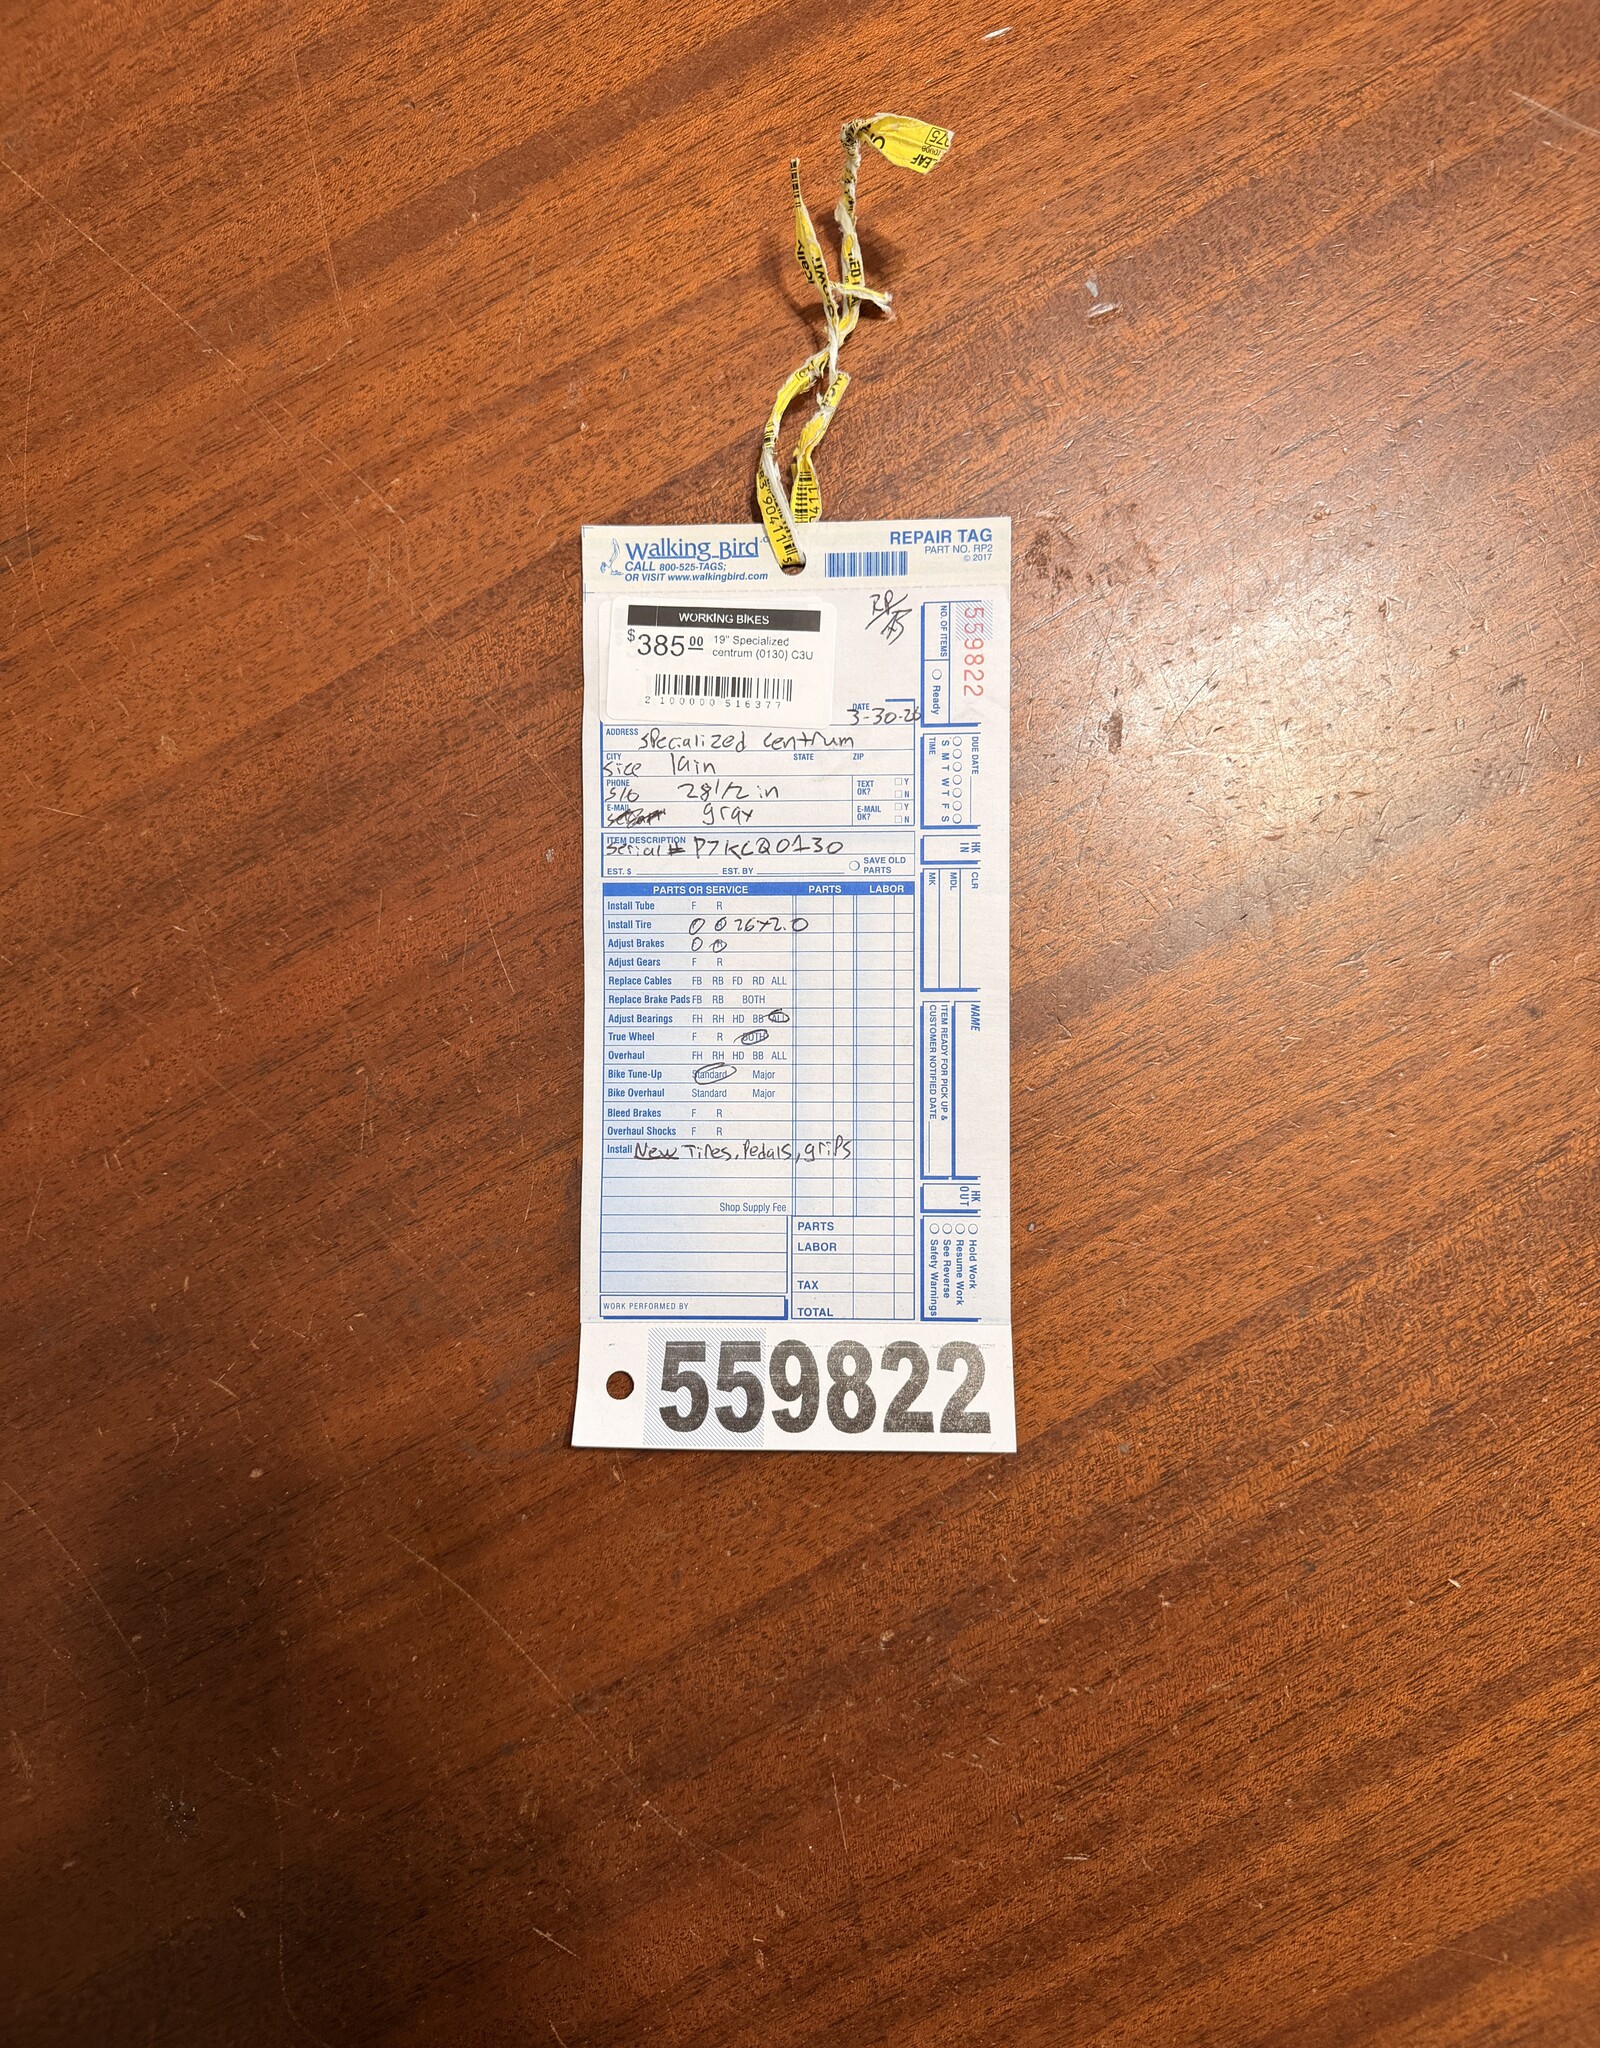 Walking Bird
CALL 800-525-TAGS;
OR VISIT www.walkingbird.com
REPAIR TAG
PART NO. RP2
© 2017
WORKING BIKES
$385.00
19" Specialized
centrum (0130) C3U
2 100000 516377
DATE 3-30-26
ADDRESS Specialized centrum
CITY STATE ZIP
size 19in
PHONE
S/O 28 1/2 in
TEXT OK? Y N
E-MAIL
gray
E-MAIL OK? Y N
ITEM DESCRIPTION
Serial # P7KCQ0130
EST. $ EST. BY
SAVE OLD PARTS
PARTS OR SERVICE PARTS LABOR
Install Tube F R
Install Tire 26x2.0
Adjust Brakes
Adjust Gears F R
Replace Cables FB RB FD RD ALL
Replace Brake Pads FB RB BOTH
Adjust Bearings FH RH HD BB ALL
True Wheel F R BOTH
Overhaul FH RH HD BB ALL
Bike Tune-Up Standard Major
Bike Overhaul Standard Major
Bleed Brakes F R
Overhaul Shocks F R
Install New Tires, Pedals, grips
Shop Supply Fee
PARTS
LABOR
TAX
TOTAL
WORK PERFORMED BY
559822
559822
NO. OF ITEMS
Ready
DUE DATE
S M T W T F S
TIME
HK IN
CLR
MDL
MK
NAME
ITEM READY FOR PICK UP &
CUSTOMER NOTIFIED DATE
HK OUT
Hold Work
Resume Work
See Reverse
Safety Warnings